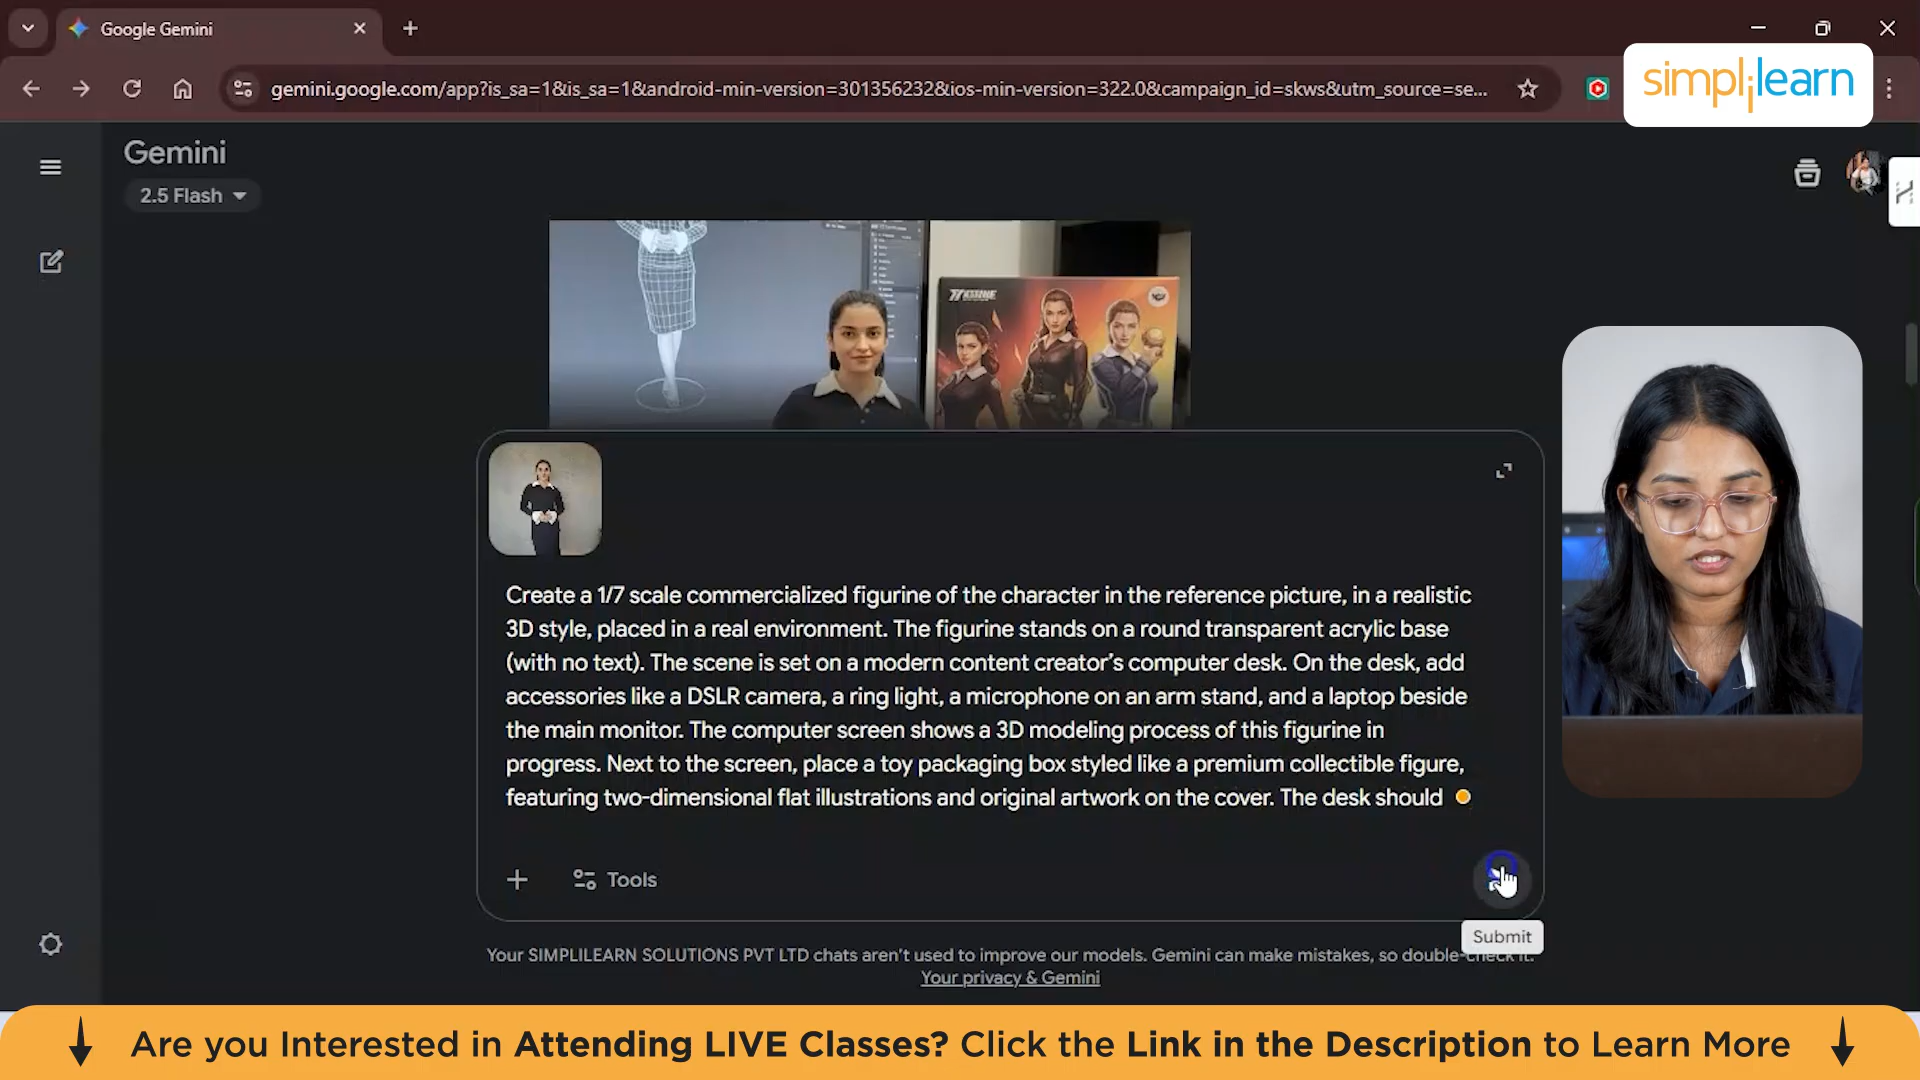 Google Gemini
gemini.google.com/app?is_sa=1&is_sa=1&android-min-version=301356232&ios-min-version=322.0&campaign_id=skws&utm_source=se...
simplilearn
Gemini
2.5 Flash
Create a 1/7 scale commercialized figurine of the character in the reference picture, in a realistic
3D style, placed in a real environment. The figurine stands on a round transparent acrylic base
(with no text). The scene is set on a modern content creator’s computer desk. On the desk, add
accessories like a DSLR camera, a ring light, a microphone on an arm stand, and a laptop beside
the main monitor. The computer screen shows a 3D modeling process of this figurine in
progress. Next to the screen, place a toy packaging box styled like a premium collectible figure,
featuring two-dimensional flat illustrations and original artwork on the cover. The desk should
Tools
Submit
Your SIMPLILEARN SOLUTIONS PVT LTD chats aren’t used to improve our models. Gemini can make mistakes, so double-check it.
Your privacy & Gemini
Are you Interested in Attending LIVE Classes? Click the Link in the Description to Learn More